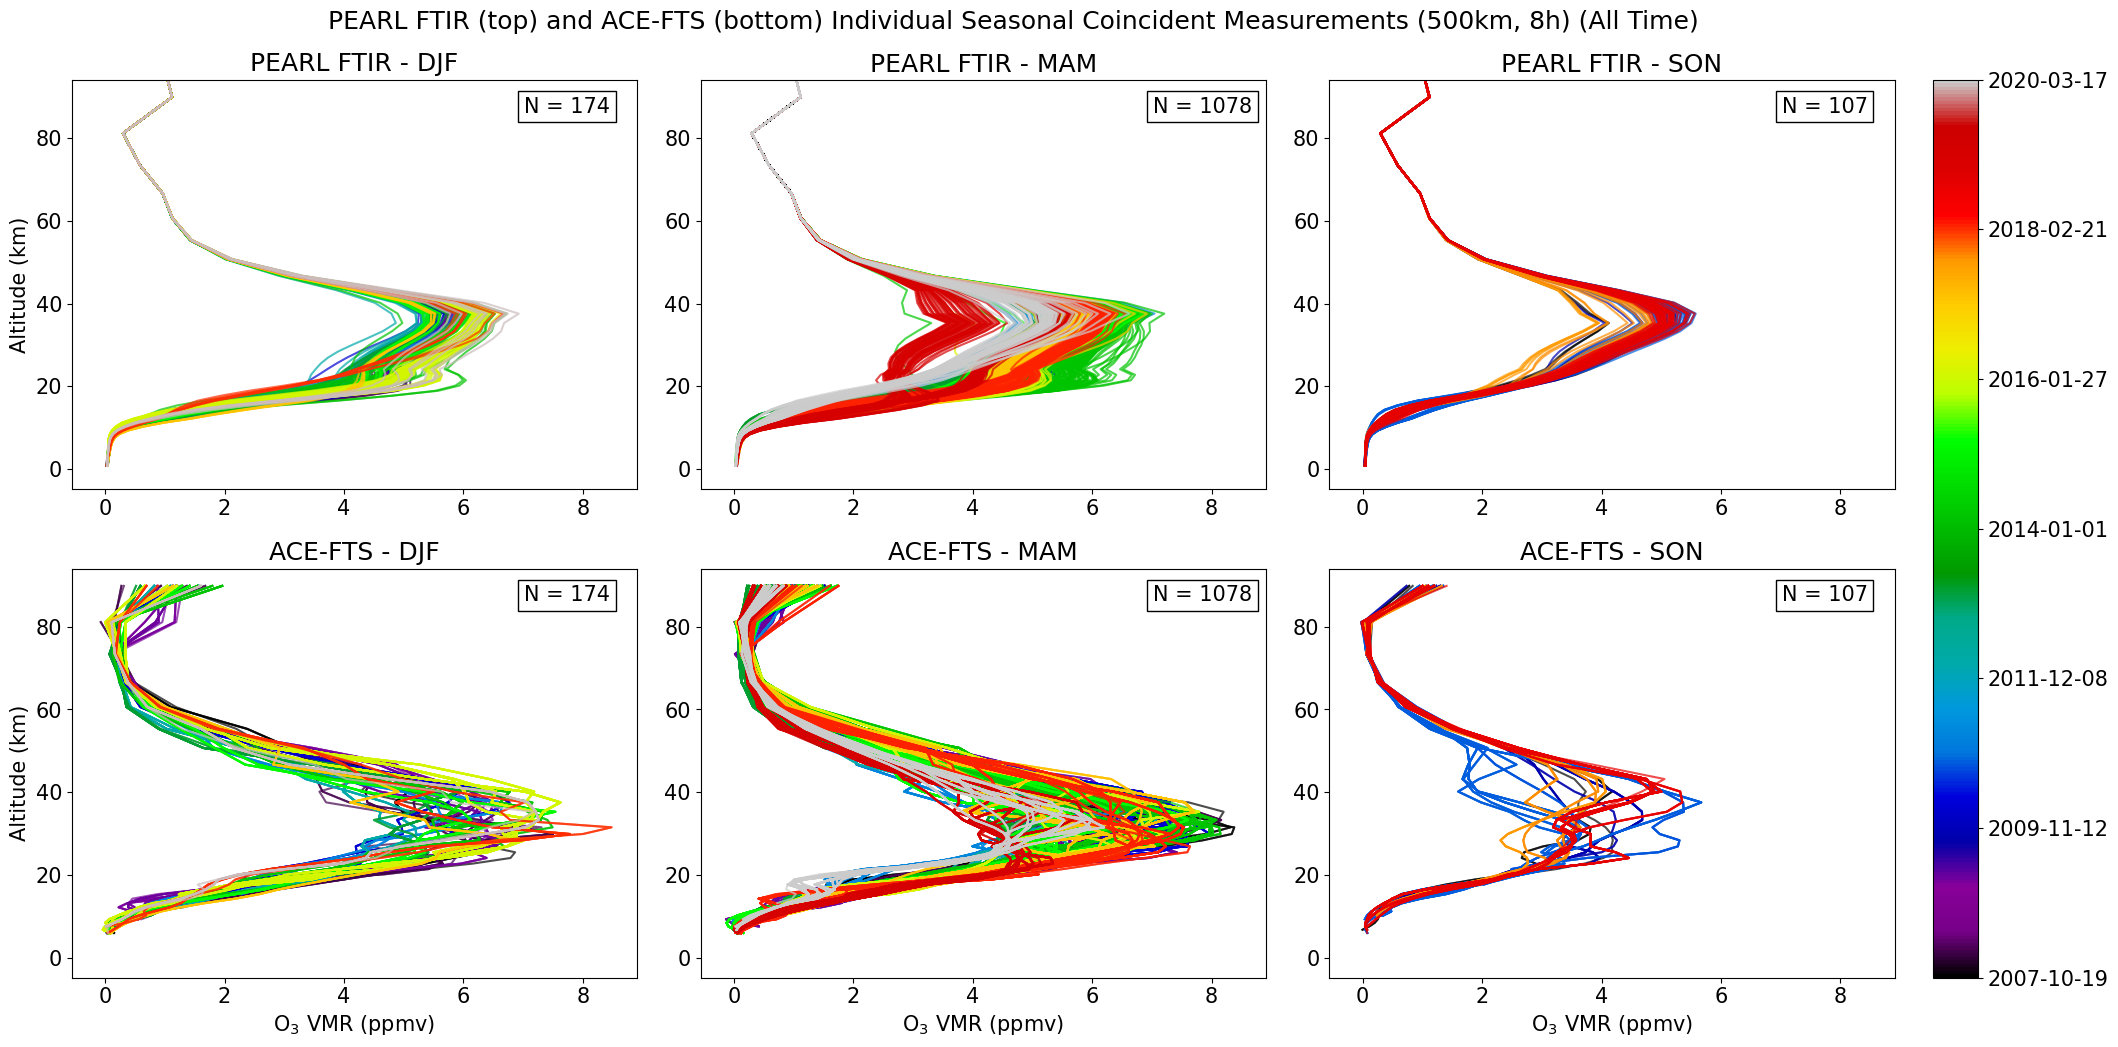 PEARL FTIR (top) and ACE-FTS (bottom) Individual Seasonal Coincident Measurements (500km, 8h) (All Time)
PEARL FTIR - DJF
PEARL FTIR - MAM
PEARL FTIR - SON
N = 174
N = 1078
N = 107
Altitude (km)
80
60
40
20
0
0 2 4 6 8
80
60
40
20
0
0 2 4 6 8
80
60
40
20
0
0 2 4 6 8
ACE-FTS - DJF
ACE-FTS - MAM
ACE-FTS - SON
N = 174
N = 1078
N = 107
Altitude (km)
80
60
40
20
0
0 2 4 6 8
O₃ VMR (ppmv)
80
60
40
20
0
0 2 4 6 8
O₃ VMR (ppmv)
80
60
40
20
0
0 2 4 6 8
O₃ VMR (ppmv)
2020-03-17
2018-02-21
2016-01-27
2014-01-01
2011-12-08
2009-11-12
2007-10-19